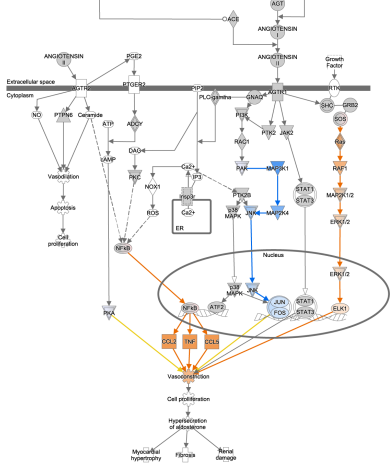 AGT
ACE
ANGIOTENSIN
I
ANGIOTENSIN
II
PGE2
ANGIOTENSIN
II
Growth
Factor
Extracellular space
Cytoplasm
PTGER2
IP3
PLC-gamma
GNAQ
AGTR1
RTK
NO
PTPN6
Ceramide
ATP
ADCY
PI3K
PTK2
JAK2
SHC
GRB2
SOS
Ras
RAC1
cAMP
DAG
Ca2+
IP3
PAK
MAP3K1
RAF1
Vasodilation
PKC
NOX1
Insp3r
PTK2B
STAT1
STAT3
MAP2K1/2
Apoptosis
ROS
Ca2+
p38
MAPK
JNK
MAP2K4
ERK1/2
Cell
proliferation
ER
NFkB
Nucleus
ERK1/2
p38
MAPK
JNK
PKA
NFkB
ATF2
JUN
FOS
STAT1
STAT3
ELK1
CCL2
TNF
CCL5
Vasoconstriction
Cell proliferation
Hypersecretion
of aldosterone
Myocardial
hypertrophy
Fibrosis
Renal
damage